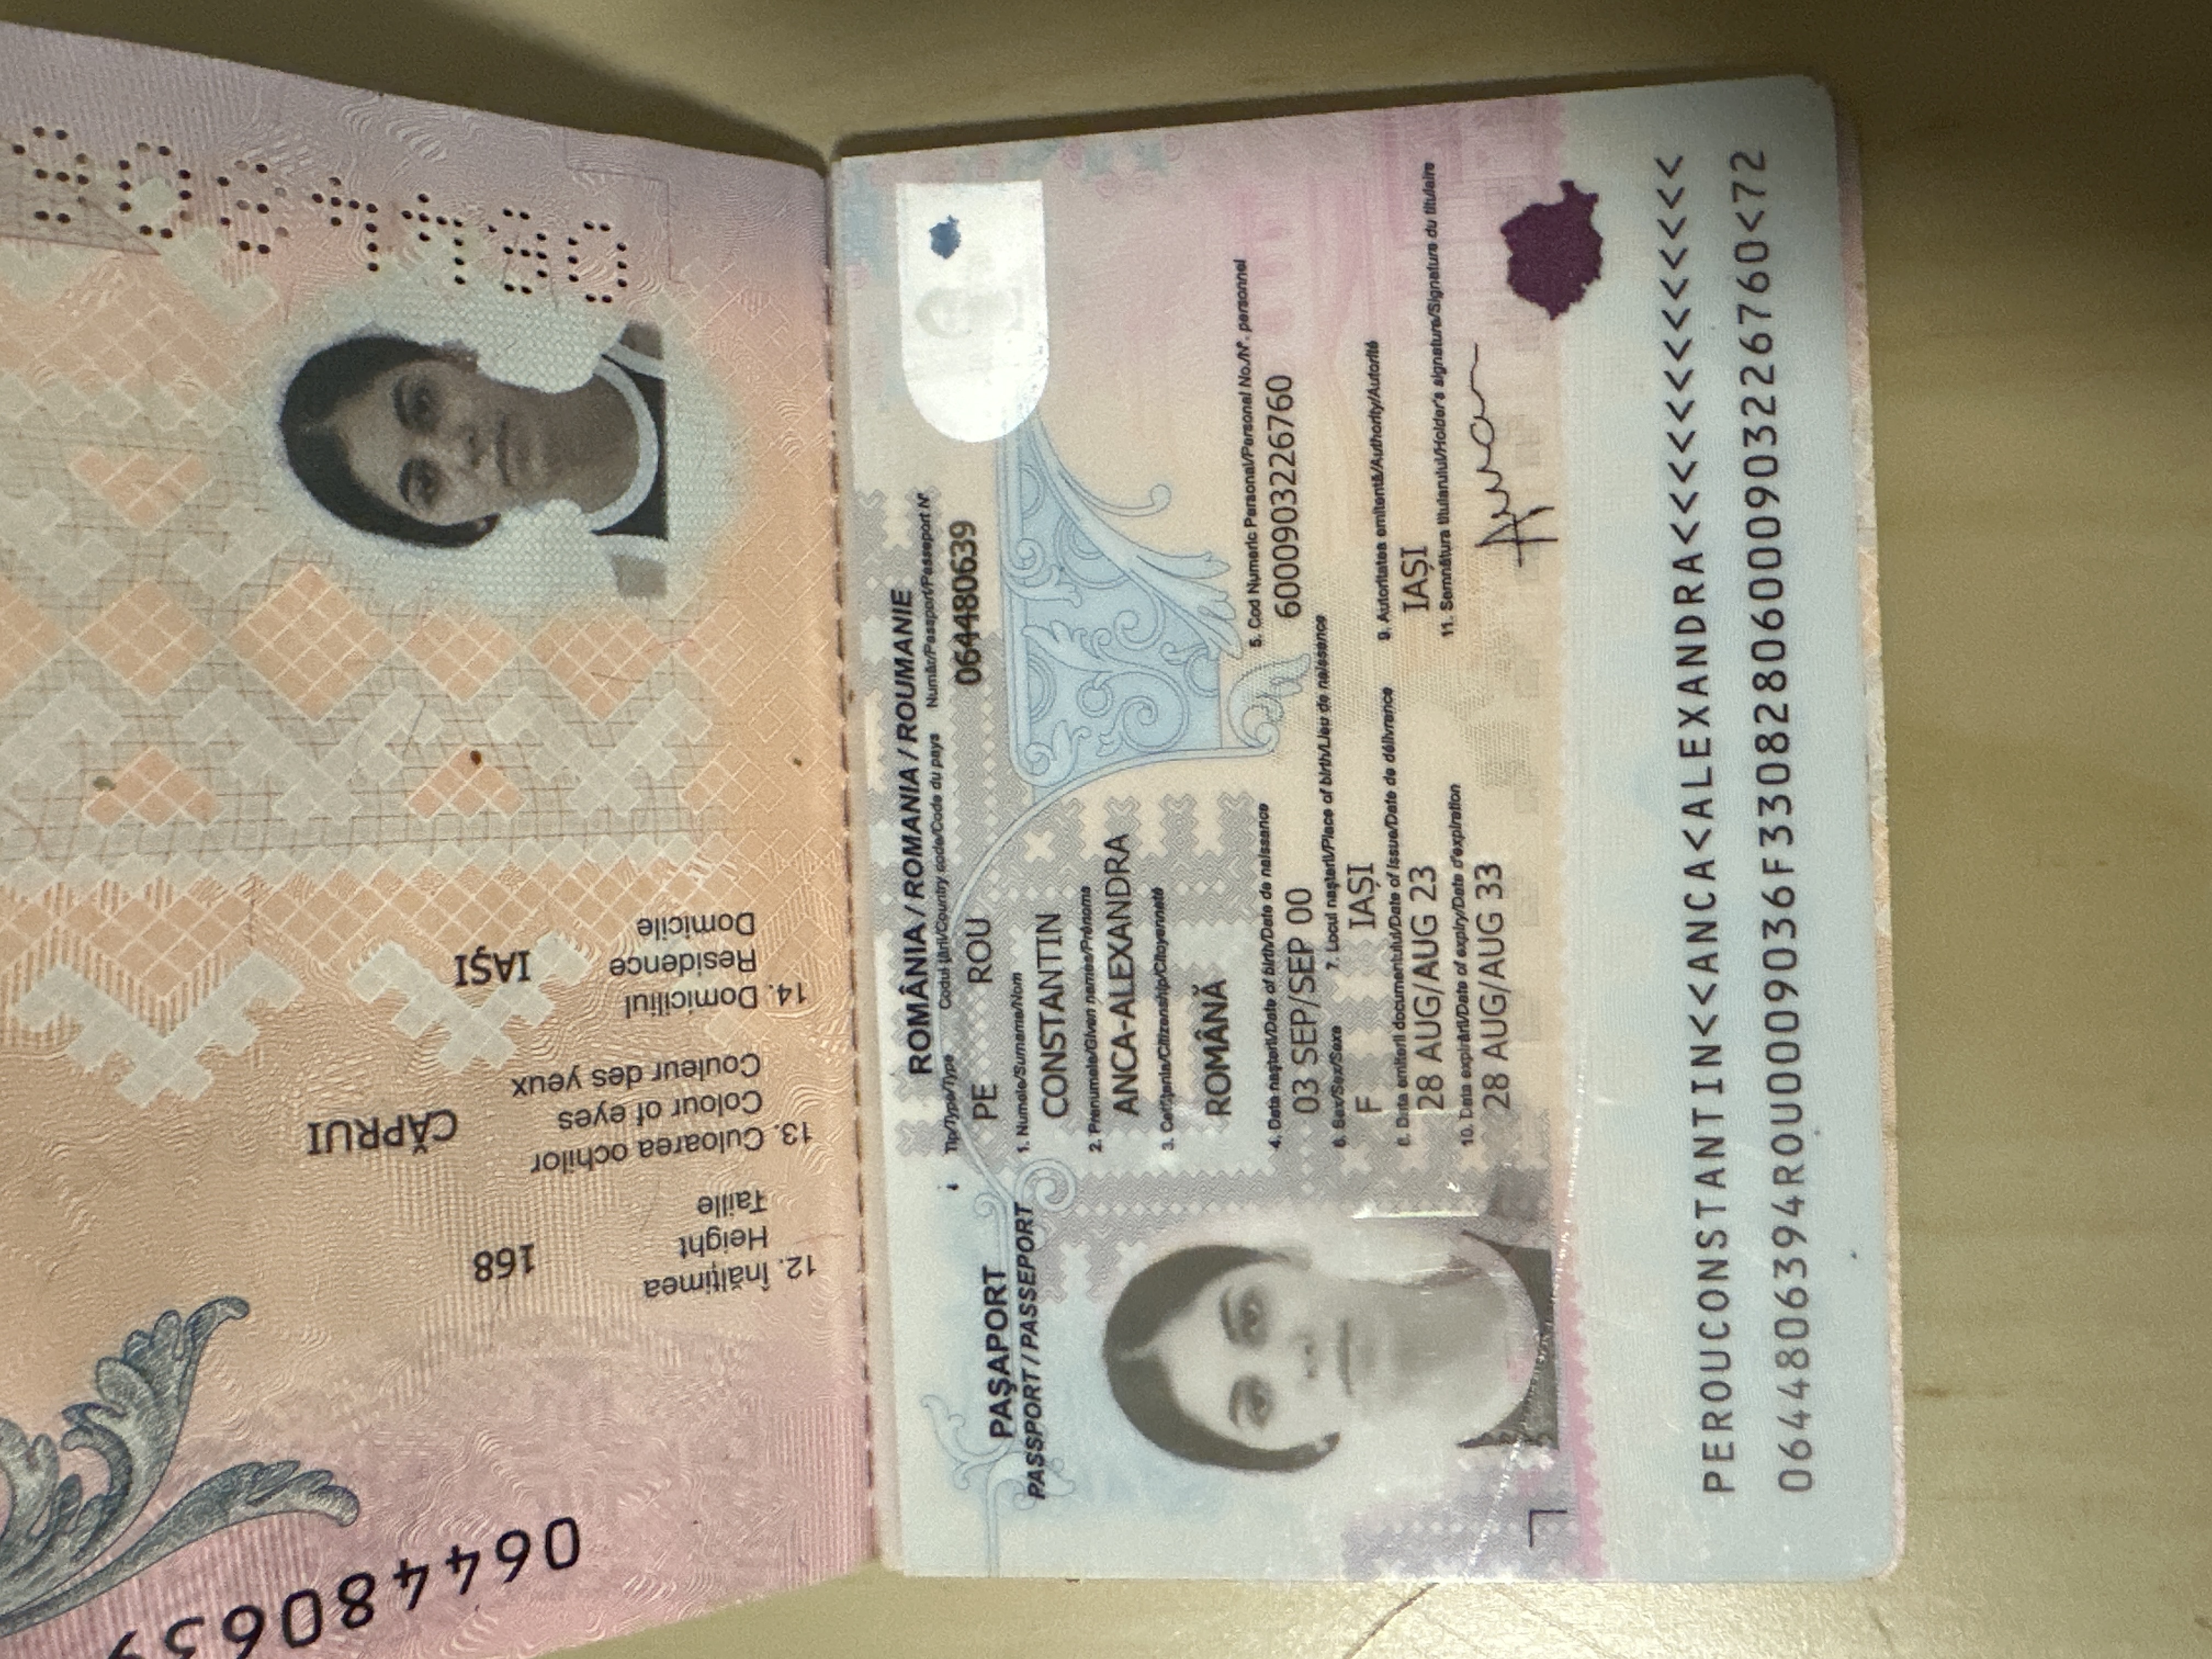 064480639
12. Înălțimea
Height
Taille
168
13. Culoarea ochilor
Colour of eyes
Couleur des yeux
CĂPRUI
14. Domiciliul
Residence
Domicile
IAŞI
ROMÂNIA / ROMANIA / ROUMANIE
Tip/Type/Type Codul țării/Country code/Code du pays Număr/Passport/Passeport Nº
PE ROU 064480639
PAŞAPORT
PASSPORT / PASSEPORT
1. Numele/Surname/Nom
CONSTANTIN
2. Prenumele/Given names/Prénoms
ANCA-ALEXANDRA
3. Cetățenia/Citizenship/Citoyenneté
ROMÂNĂ
4. Data naşterii/Date of birth/Date de naissance
03 SEP/SEP 00
5. Cod Numeric Personal/Personal No./Nº. personnel
6000903226760
6. Sex/Sex/Sexe 7. Locul naşterii/Place of birth/Lieu de naissance
F IAȘI
8. Data emiterii documentului/Date of issue/Date de délivrance
28 AUG/AUG 23
9. Autoritatea emitentă/Authority/Autorité
IAȘI
10. Data expirării/Date of expiry/Date d'expiration
28 AUG/AUG 33
11. Semnătura titularului/Holder's signature/Signature du titulaire
PEROUCONSTANTIN<<ANCA<ALEXANDRA<<<<<<<<<<<<<
0644806394ROU0009036F33082806000903226760<72